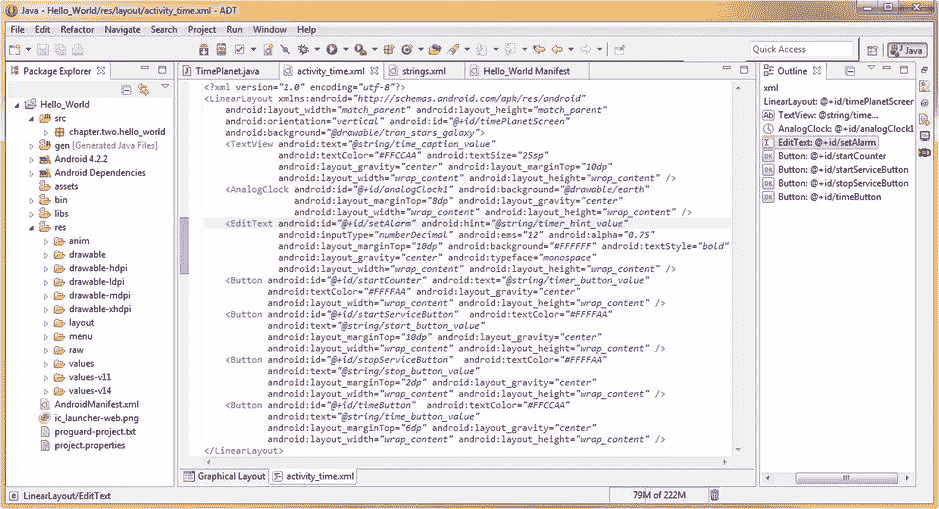 Java - Hello_World/res/layout/activity_time.xml - ADT
File Edit Refactor Navigate Search Project Run Window Help
Quick Access
Java
Package Explorer
Hello_World
src
chapter.two.hello_world
gen [Generated Java Files]
Android 4.2.2
Android Dependencies
assets
bin
libs
res
anim
drawable
drawable-hdpi
drawable-ldpi
drawable-mdpi
drawable-xhdpi
layout
menu
raw
values
values-v11
values-v14
AndroidManifest.xml
ic_launcher-web.png
proguard-project.txt
project.properties
TimePlanet.java activity_time.xml strings.xml Hello_World Manifest
<?xml version="1.0" encoding="utf-8"?>
<LinearLayout xmlns:android="http://schemas.android.com/apk/res/android"
android:layout_width="match_parent" android:layout_height="match_parent"
android:orientation="vertical" android:id="@+id/timePlanetScreen"
android:background="@drawable/tran_stars_galaxy">
<TextView android:text="@string/time_caption_value"
android:textColor="#FFCCAA" android:textSize="25sp"
android:layout_gravity="center" android:layout_marginTop="10dp"
android:layout_width="wrap_content" android:layout_height="wrap_content" />
<AnalogClock android:id="@+id/analogClock1" android:background="@drawable/earth"
android:layout_marginTop="8dp" android:layout_gravity="center"
android:layout_width="wrap_content" android:layout_height="wrap_content" />
<EditText android:id="@+id/setAlarm" android:hint="@string/timer_hint_value"
android:inputType="numberDecimal" android:ems="12" android:alpha="0.75"
android:layout_marginTop="10dp" android:background="#FFFFFF" android:textStyle="bold"
android:layout_gravity="center" android:typeface="monospace"
android:layout_width="wrap_content" android:layout_height="wrap_content" />
<Button android:id="@+id/startCounter" android:text="@string/timer_button_value"
android:textColor="#FFFFAA" android:layout_gravity="center"
android:layout_width="wrap_content" android:layout_height="wrap_content" />
<Button android:id="@+id/startServiceButton" android:textColor="#FFFFAA"
android:text="@string/start_button_value"
android:layout_marginTop="10dp" android:layout_gravity="center"
android:layout_width="wrap_content" android:layout_height="wrap_content" />
<Button android:id="@+id/stopServiceButton" android:textColor="#FFFFAA"
android:text="@string/stop_button_value"
android:layout_marginTop="2dp" android:layout_gravity="center"
android:layout_width="wrap_content" android:layout_height="wrap_content" />
<Button android:id="@+id/timeButton" android:textColor="#FFCCAA"
android:text="@string/time_button_value"
android:layout_marginTop="6dp" android:layout_gravity="center"
android:layout_width="wrap_content" android:layout_height="wrap_content" />
</LinearLayout>
Graphical Layout activity_time.xml
Outline
xml
LinearLayout: @+id/timePlanetScreen
Ab TextView: @string/time...
AnalogClock: @+id/analogClock1
EditText: @+id/setAlarm
OK Button: @+id/startCounter
OK Button: @+id/startServiceButton
OK Button: @+id/stopServiceButton
OK Button: @+id/timeButton
LinearLayout/EditText
79M of 222M